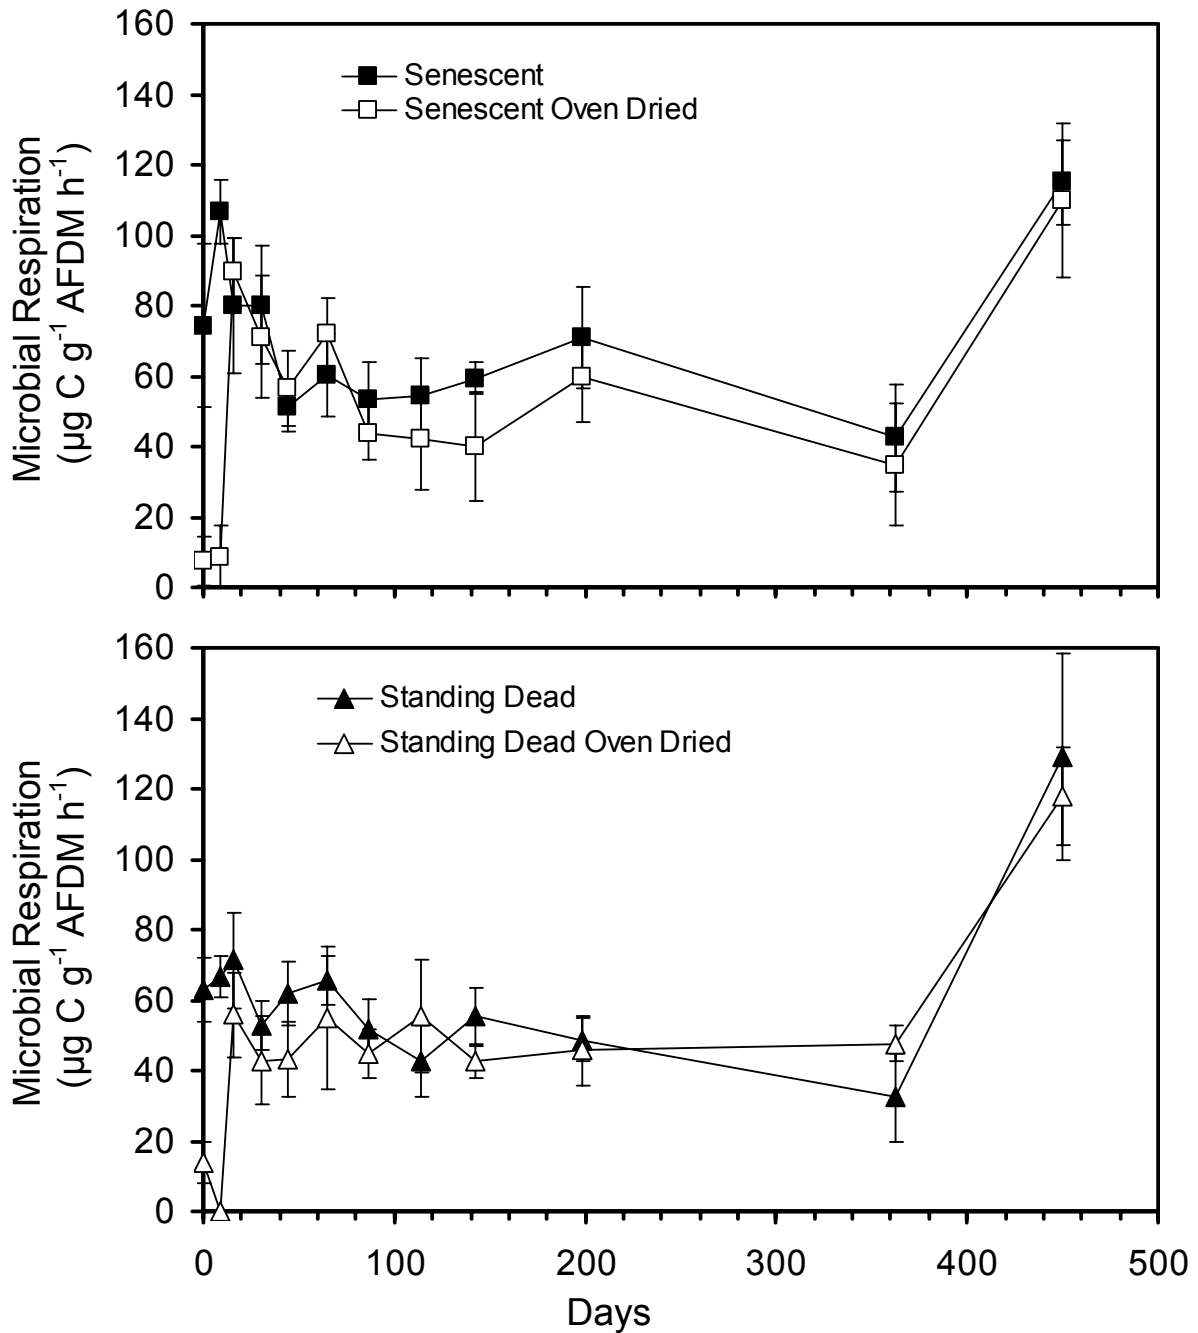 160
140
120
100
80
60
40
20
0
Microbial Respiration
(µg C g⁻¹ AFDM h⁻¹)
Senescent
Senescent Oven Dried
160
140
120
100
80
60
40
20
0
Microbial Respiration
(µg C g⁻¹ AFDM h⁻¹)
Standing Dead
Standing Dead Oven Dried
0 100 200 300 400 500
Days